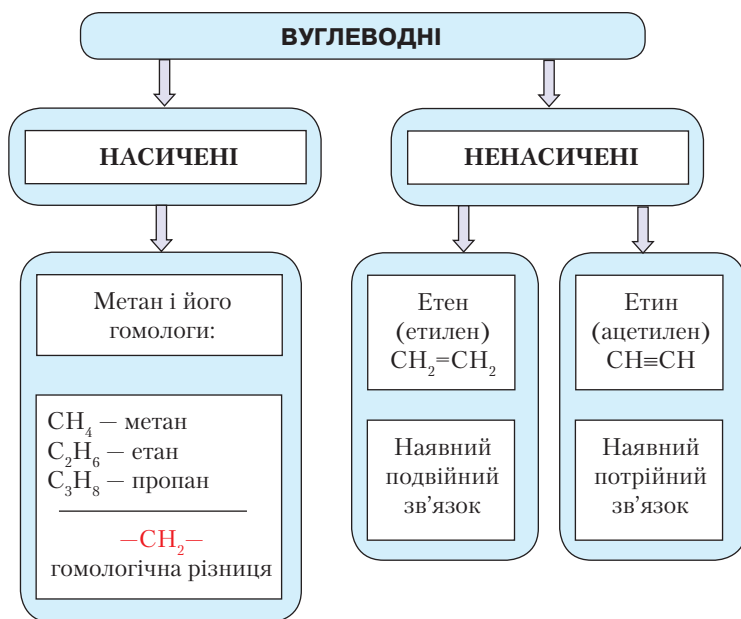 ВУГЛЕВОДНІ
НАСИЧЕНІ
НЕНАСИЧЕНІ
Метан і його
гомологи:
CH₄ – метан
C₂H₆ – етан
C₃H₈ – пропан
–CH₂–
гомологічна різниця
Етен
(етилен)
CH₂=CH₂
Наявний
подвійний
зв'язок
Етин
(ацетилен)
CH≡CH
Наявний
потрійний
зв'язок